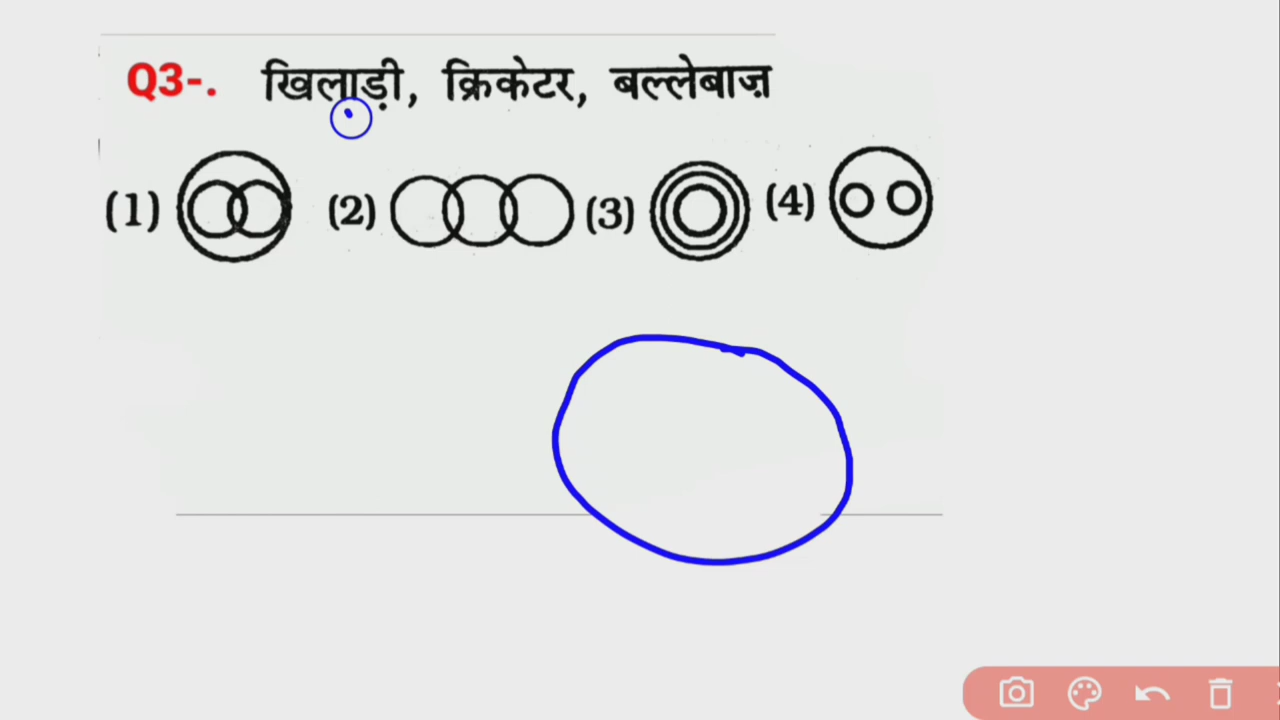 Q3-. खिलाड़ी, क्रिकेटर, बल्लेबाज़
(1) (2) (3) (4)